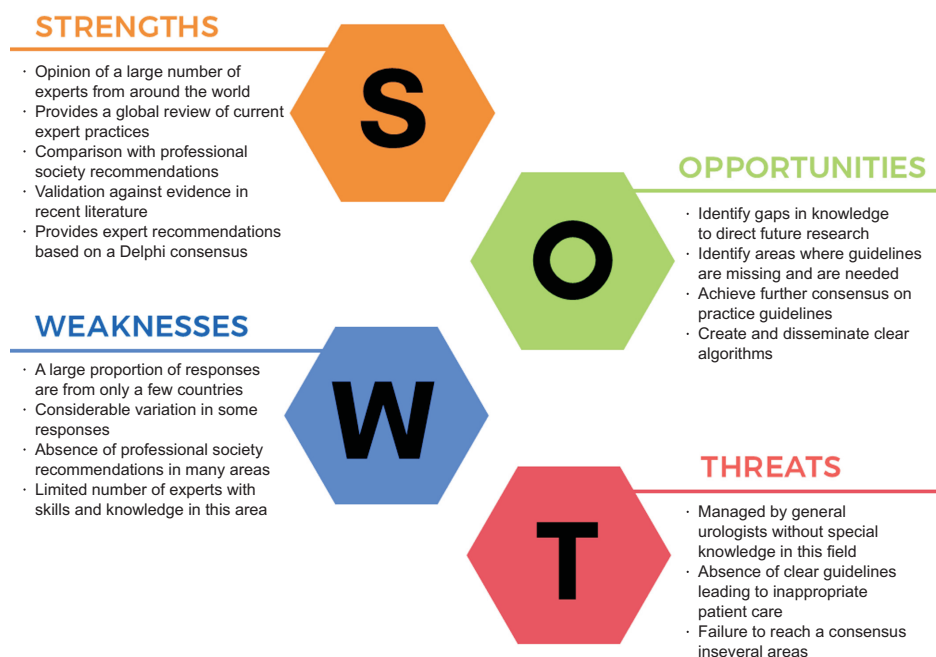 STRENGTHS
· Opinion of a large number of
experts from around the world
· Provides a global review of current
expert practices
· Comparison with professional
society recommendations
· Validation against evidence in
recent literature
· Provides expert recommendations
based on a Delphi consensus
S
OPPORTUNITIES
· Identify gaps in knowledge
to direct future research
· Identify areas where guidelines
are missing and are needed
· Achieve further consensus on
practice guidelines
· Create and disseminate clear
algorithms
O
WEAKNESSES
· A large proportion of responses
are from only a few countries
· Considerable variation in some
responses
· Absence of professional society
recommendations in many areas
· Limited number of experts with
skills and knowledge in this area
W
THREATS
· Managed by general
urologists without special
knowledge in this field
· Absence of clear guidelines
leading to inappropriate
patient care
· Failure to reach a consensus
inseveral areas
T